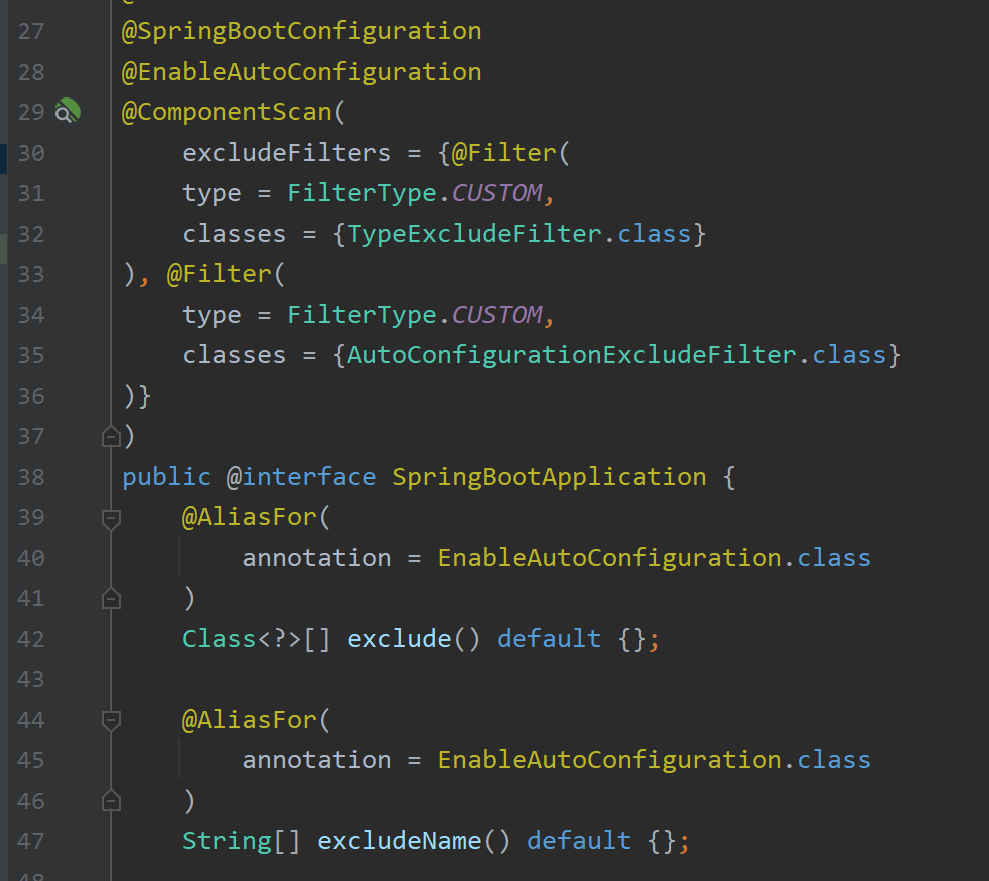 27 @SpringBootConfiguration
28 @EnableAutoConfiguration
29 @ComponentScan(
30     excludeFilters = {@Filter(
31     type = FilterType.CUSTOM,
32     classes = {TypeExcludeFilter.class}
33 ), @Filter(
34     type = FilterType.CUSTOM,
35     classes = {AutoConfigurationExcludeFilter.class}
36 )}
37 )
38 public @interface SpringBootApplication {
39     @AliasFor(
40         annotation = EnableAutoConfiguration.class
41     )
42     Class<?>[] exclude() default {};
43
44     @AliasFor(
45         annotation = EnableAutoConfiguration.class
46     )
47     String[] excludeName() default {};